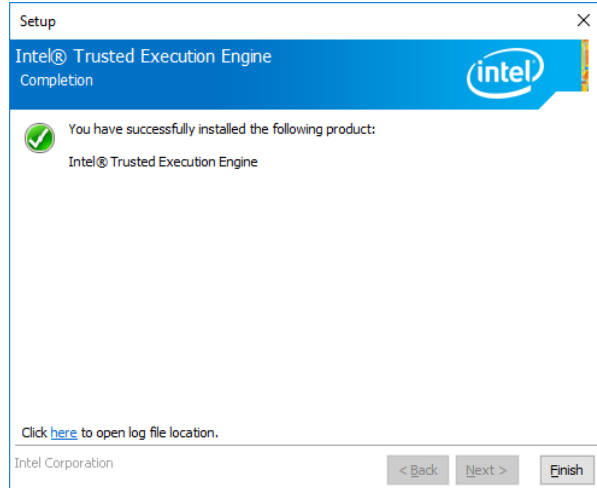 Setup
Intel® Trusted Execution Engine
Completion
intel
You have successfully installed the following product:
Intel® Trusted Execution Engine
Click here to open log file location.
Intel Corporation
< Back
Next >
Finish